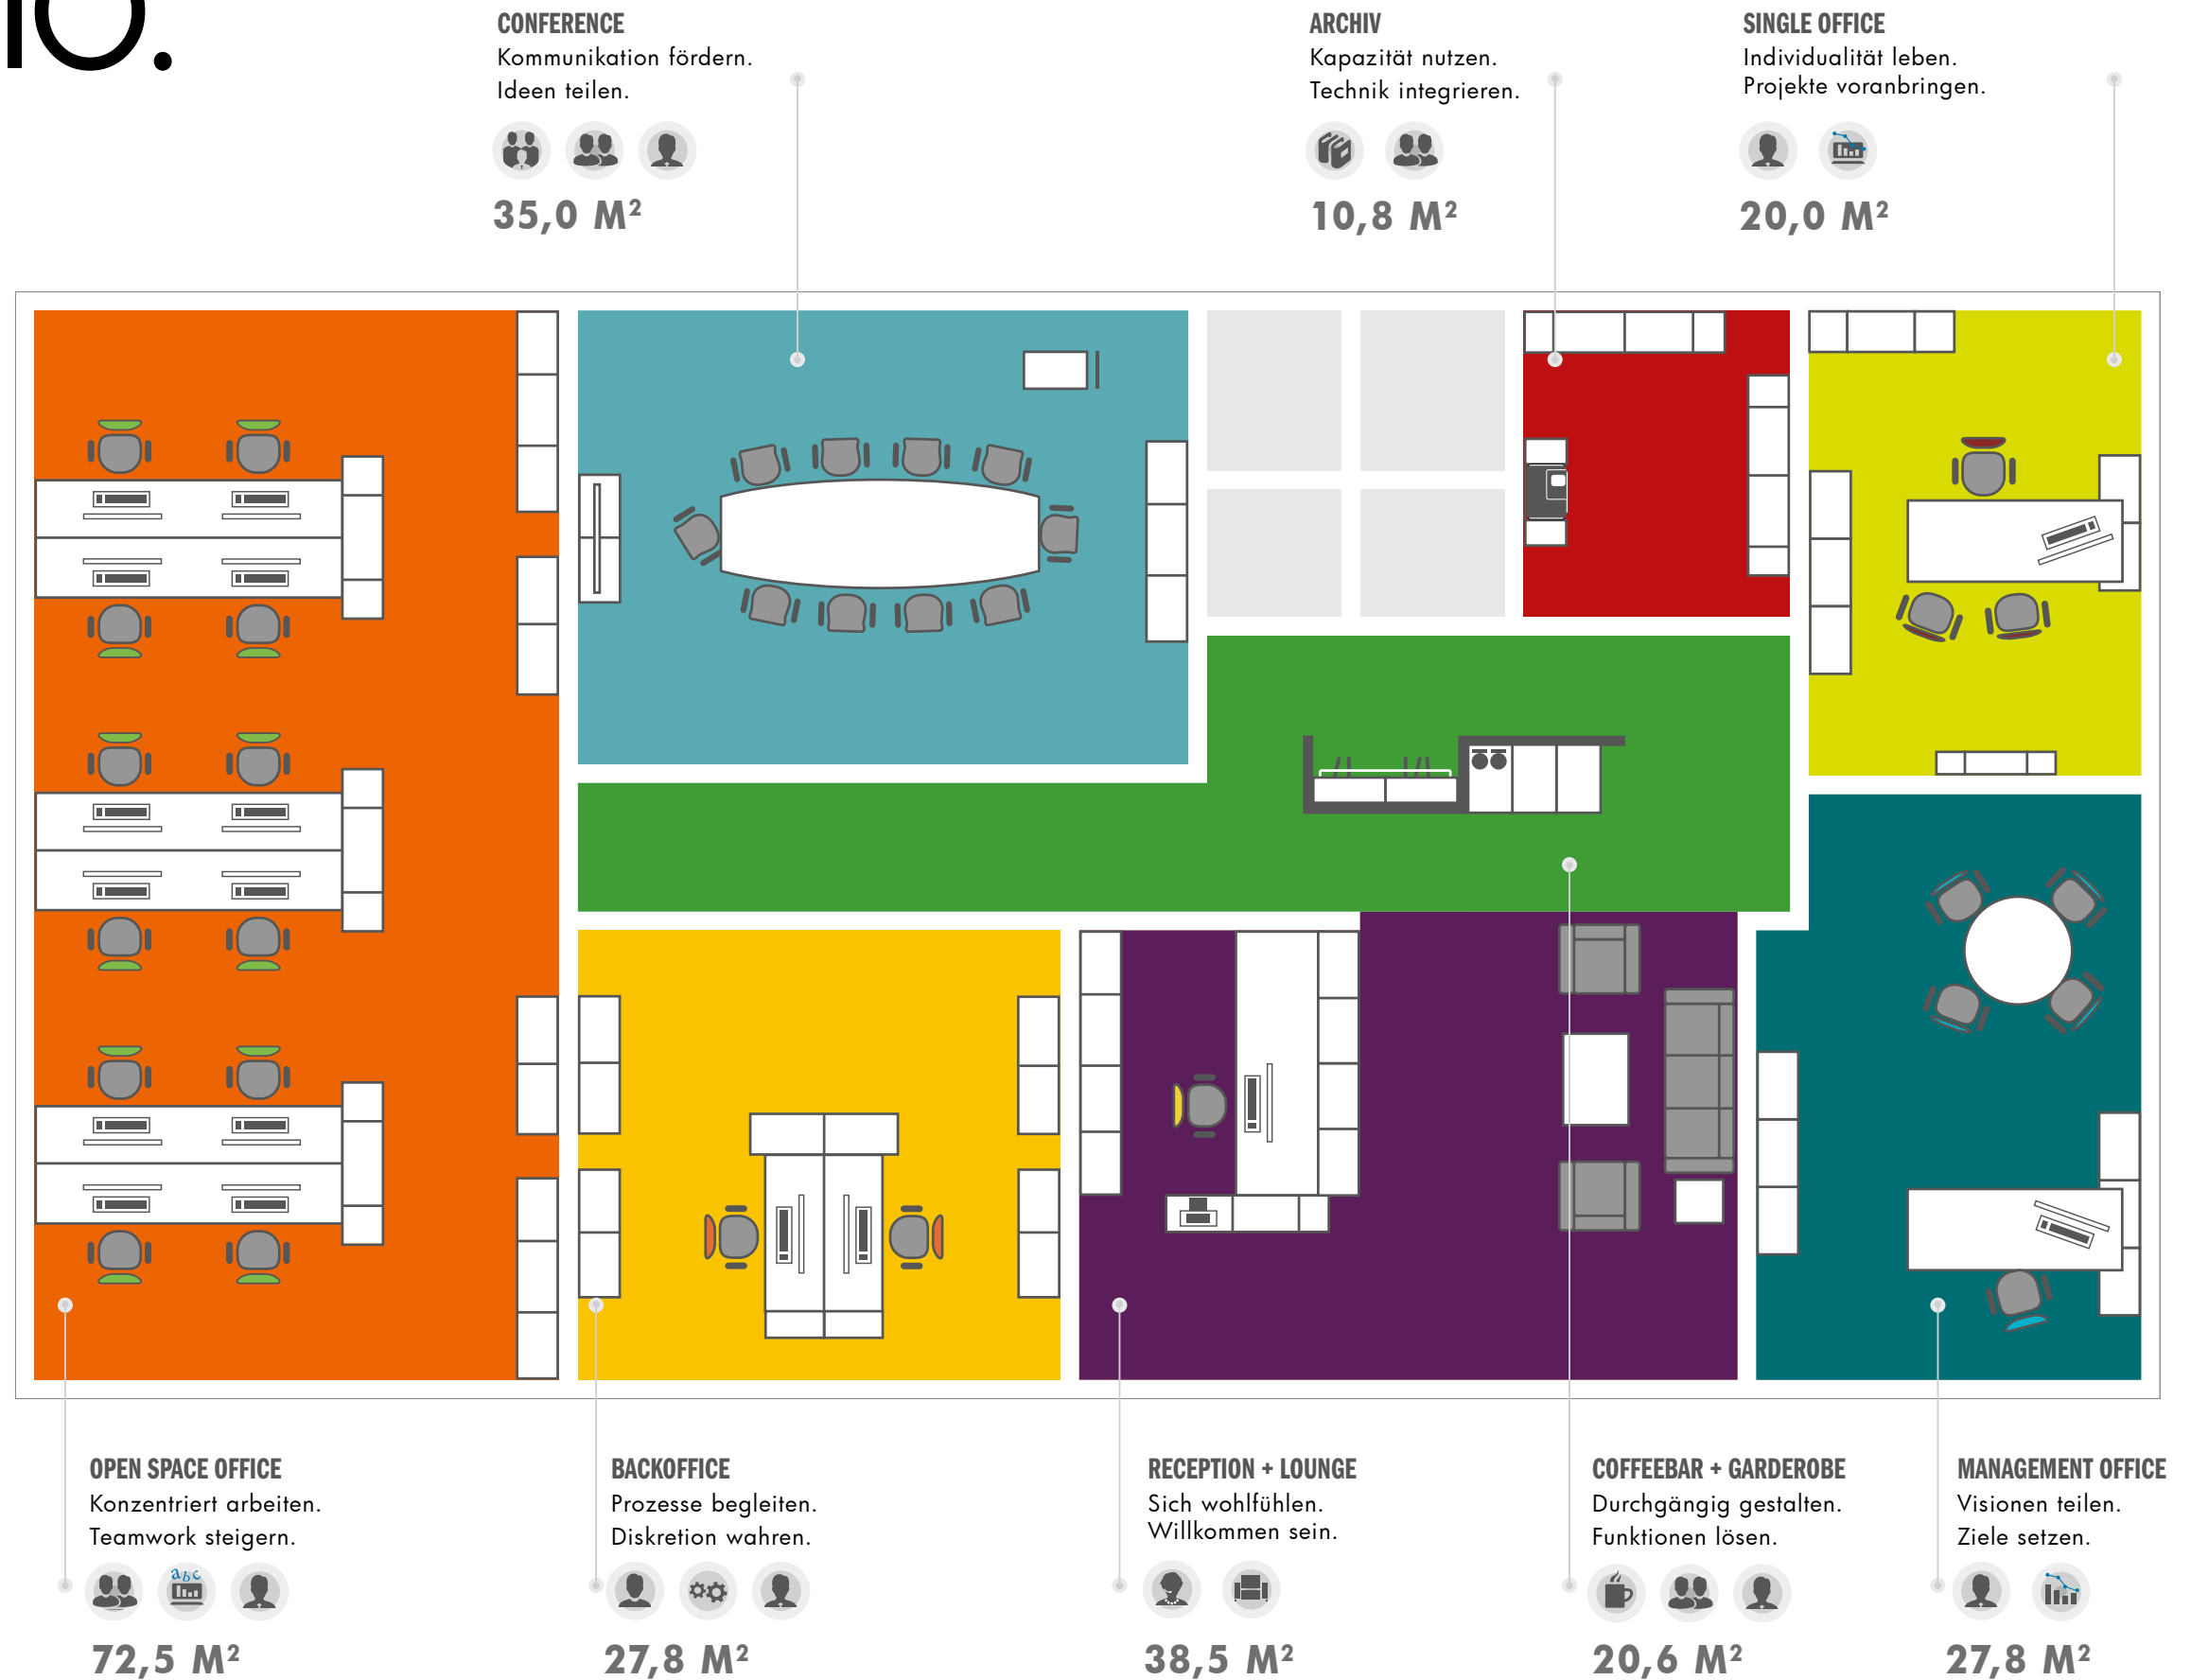 IO.
CONFERENCE
Kommunikation fördern.
Ideen teilen.
35,0 M²
ARCHIV
Kapazität nutzen.
Technik integrieren.
10,8 M²
SINGLE OFFICE
Individualität leben.
Projekte voranbringen.
20,0 M²
OPEN SPACE OFFICE
Konzentriert arbeiten.
Teamwork steigern.
abc
72,5 M²
BACKOFFICE
Prozesse begleiten.
Diskretion wahren.
27,8 M²
RECEPTION + LOUNGE
Sich wohlfühlen.
Willkommen sein.
38,5 M²
COFFEEBAR + GARDEROBE
Durchgängig gestalten.
Funktionen lösen.
20,6 M²
MANAGEMENT OFFICE
Visionen teilen.
Ziele setzen.
27,8 M²